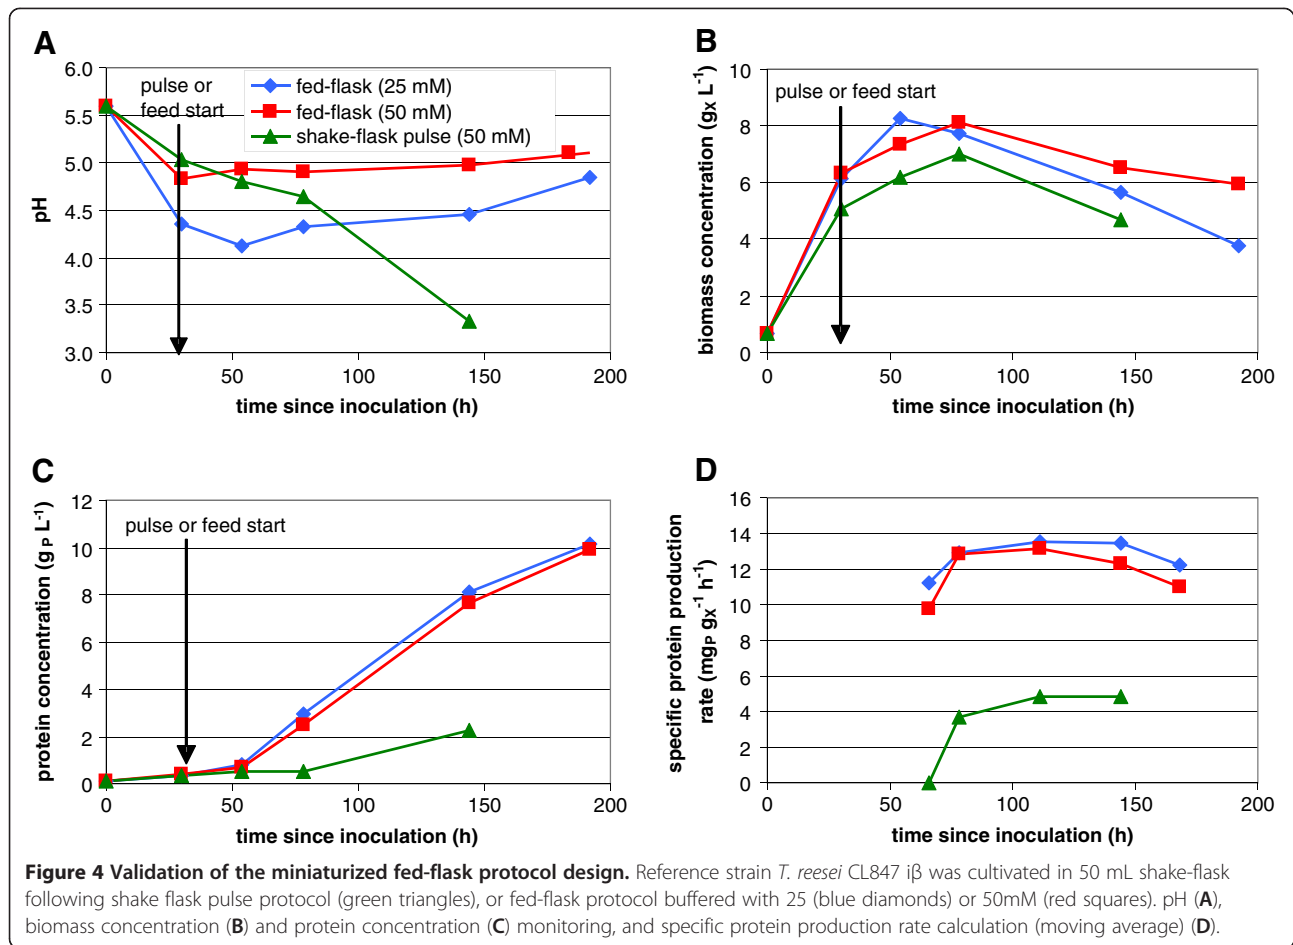 A
6.0
5.5
5.0
4.5
4.0
3.5
3.0
pH
pulse or
feed start
fed-flask (25 mM)
fed-flask (50 mM)
shake-flask pulse (50 mM)
0 50 100 150 200
time since inoculation (h)
B
10
8
6
4
2
0
biomass concentration (gX L-1)
pulse or feed start
0 50 100 150 200
time since inoculation (h)
C
12
10
8
6
4
2
0
protein concentration (g P L-1)
pulse or feed start
0 50 100 150 200
time since inoculation (h)
D
16
14
12
10
8
6
4
2
0
specific protein production
rate (mgP gX-1 h-1)
0 50 100 150 200
time since inoculation (h)
Figure 4 Validation of the miniaturized fed-flask protocol design. Reference strain T. reesei CL847 iβ was cultivated in 50 mL shake-flask
following shake flask pulse protocol (green triangles), or fed-flask protocol buffered with 25 (blue diamonds) or 50mM (red squares). pH (A),
biomass concentration (B) and protein concentration (C) monitoring, and specific protein production rate calculation (moving average) (D).